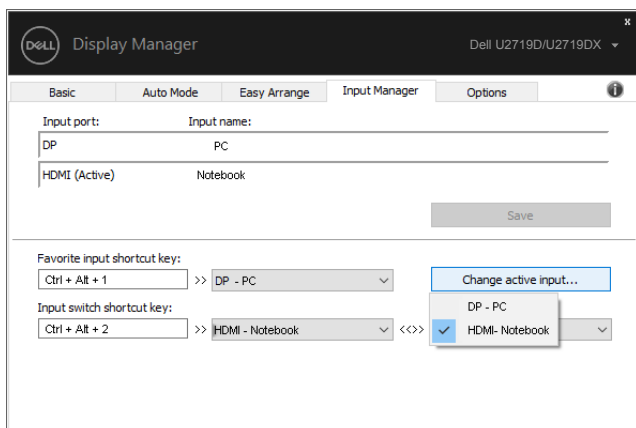 x
DELL Display Manager Dell U2719D/U2719DX
Basic Auto Mode Easy Arrange Input Manager Options i
Input port: Input name:
DP PC
HDMI (Active) Notebook
Save
Favorite input shortcut key:
Ctrl + Alt + 1 >> DP - PC Change active input...
DP - PC
Input switch shortcut key:
Ctrl + Alt + 2 >> HDMI - Notebook <<>> HDMI- Notebook